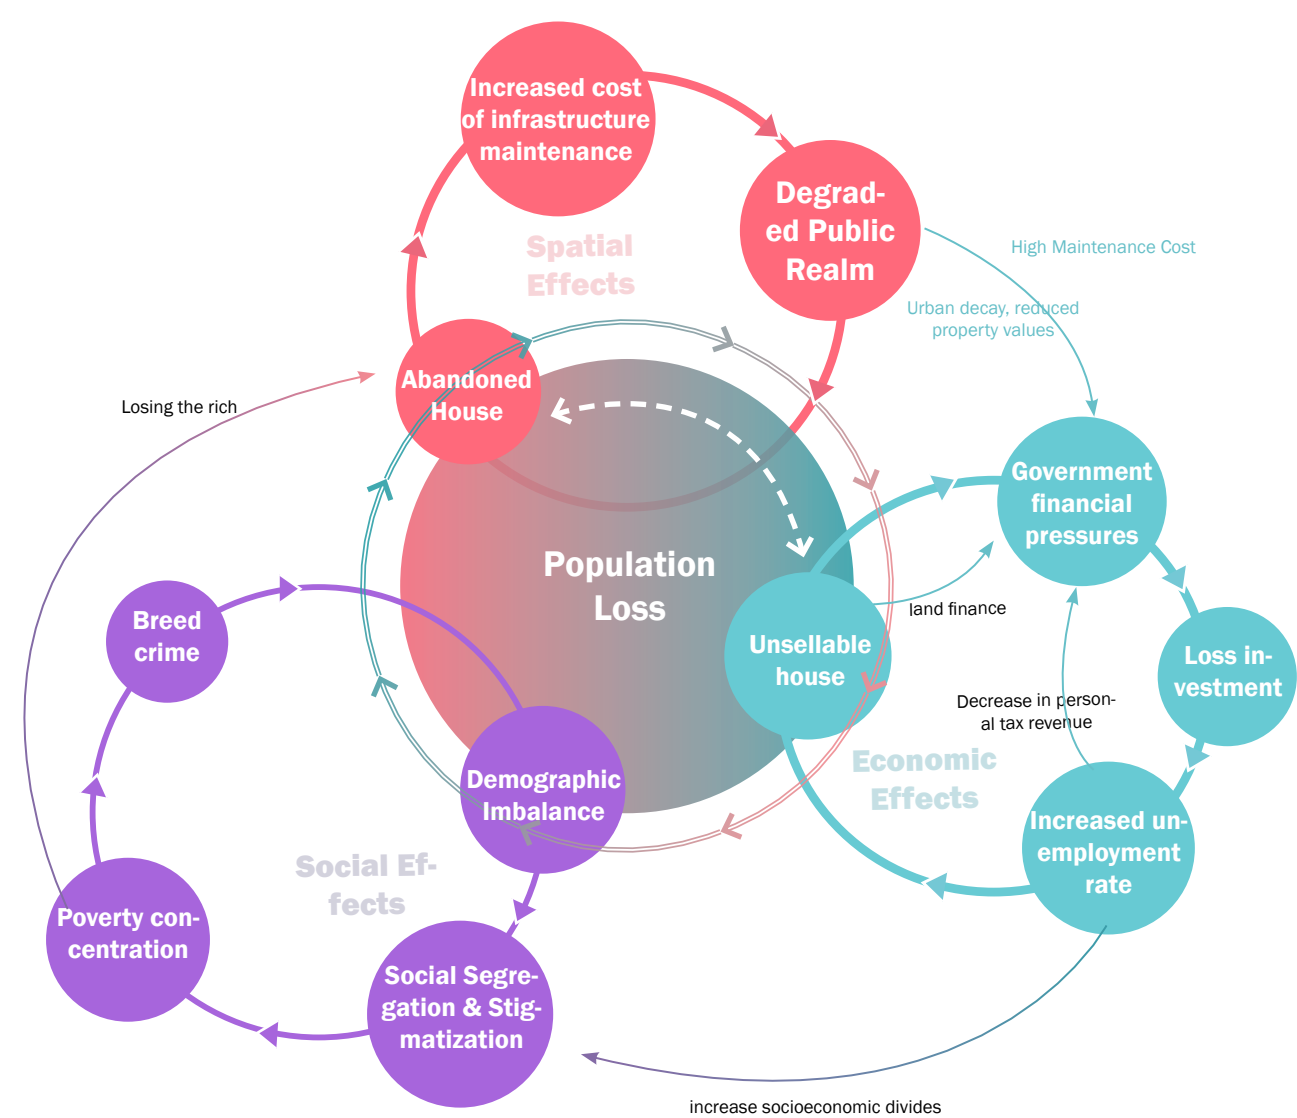 Increased cost
of infrastructure
maintenance
Degrad-
ed Public
Realm
Spatial
Effects
High Maintenance Cost
Urban decay, reduced
property values
Abandoned
House
Losing the rich
Government
financial
pressures
Population
Loss
land finance
Breed
crime
Unsellable
house
Loss in-
vestment
Decrease in person-
al tax revenue
Economic
Effects
Demographic
Imbalance
Increased un-
employment
rate
Social Ef-
fects
Poverty con-
centration
Social Segre-
gation & Stig-
matization
increase socioeconomic divides